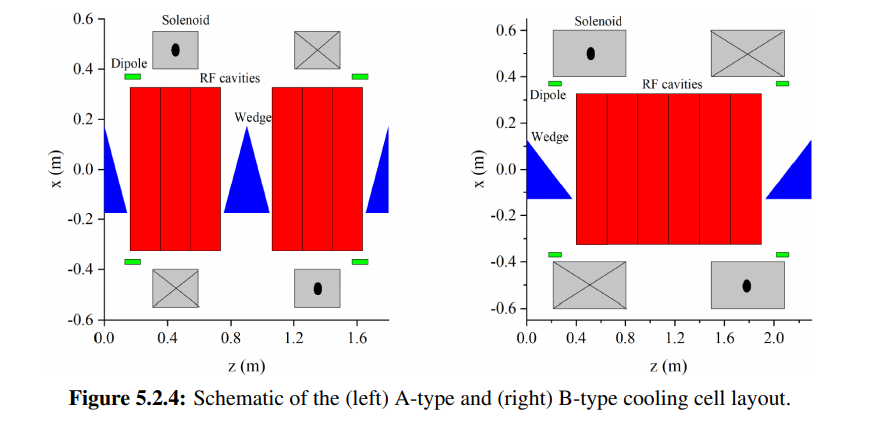 Solenoid
Dipole
RF cavities
Wedge
x (m)
0.6
0.4
0.2
0.0
-0.2
-0.4
-0.6
0.0 0.4 0.8 1.2 1.6
z (m)
Solenoid
Dipole
RF cavities
Wedge
x (m)
0.6
0.4
0.2
0.0
-0.2
-0.4
-0.6
0.0 0.4 0.8 1.2 1.6 2.0
z (m)
Figure 5.2.4: Schematic of the (left) A-type and (right) B-type cooling cell layout.